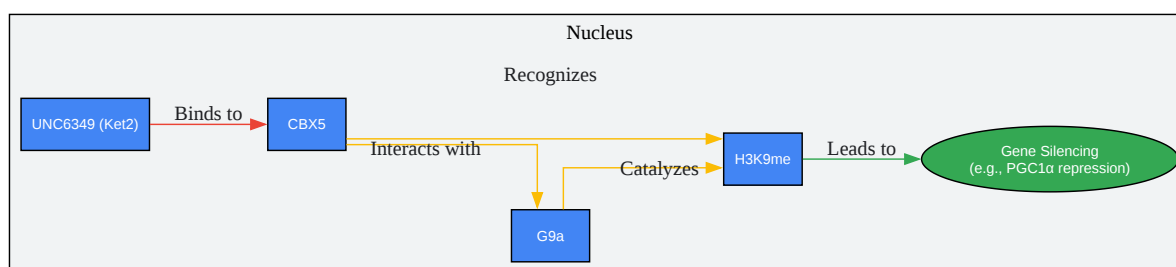 Nucleus
Recognizes
UNC6349 (Ket2)
Binds to
CBX5
Interacts with
Catalyzes
H3K9me
Leads to
Gene Silencing
(e.g., PGC1α repression)
G9a